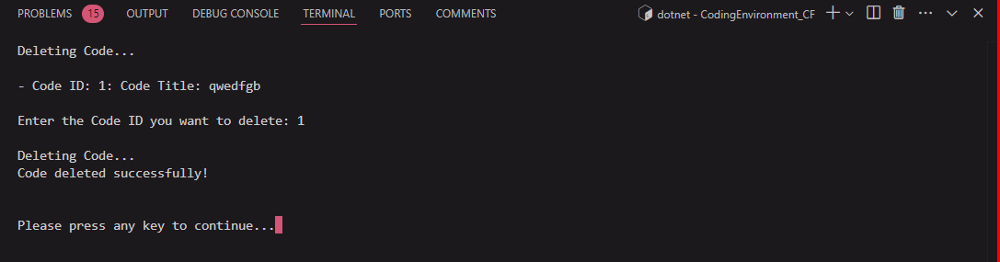 PROBLEMS 15 OUTPUT DEBUG CONSOLE TERMINAL PORTS COMMENTS dotnet - CodingEnvironment_CF
Deleting Code...
- Code ID: 1: Code Title: qwedfgb
Enter the Code ID you want to delete: 1
Deleting Code...
Code deleted successfully!
Please press any key to continue...